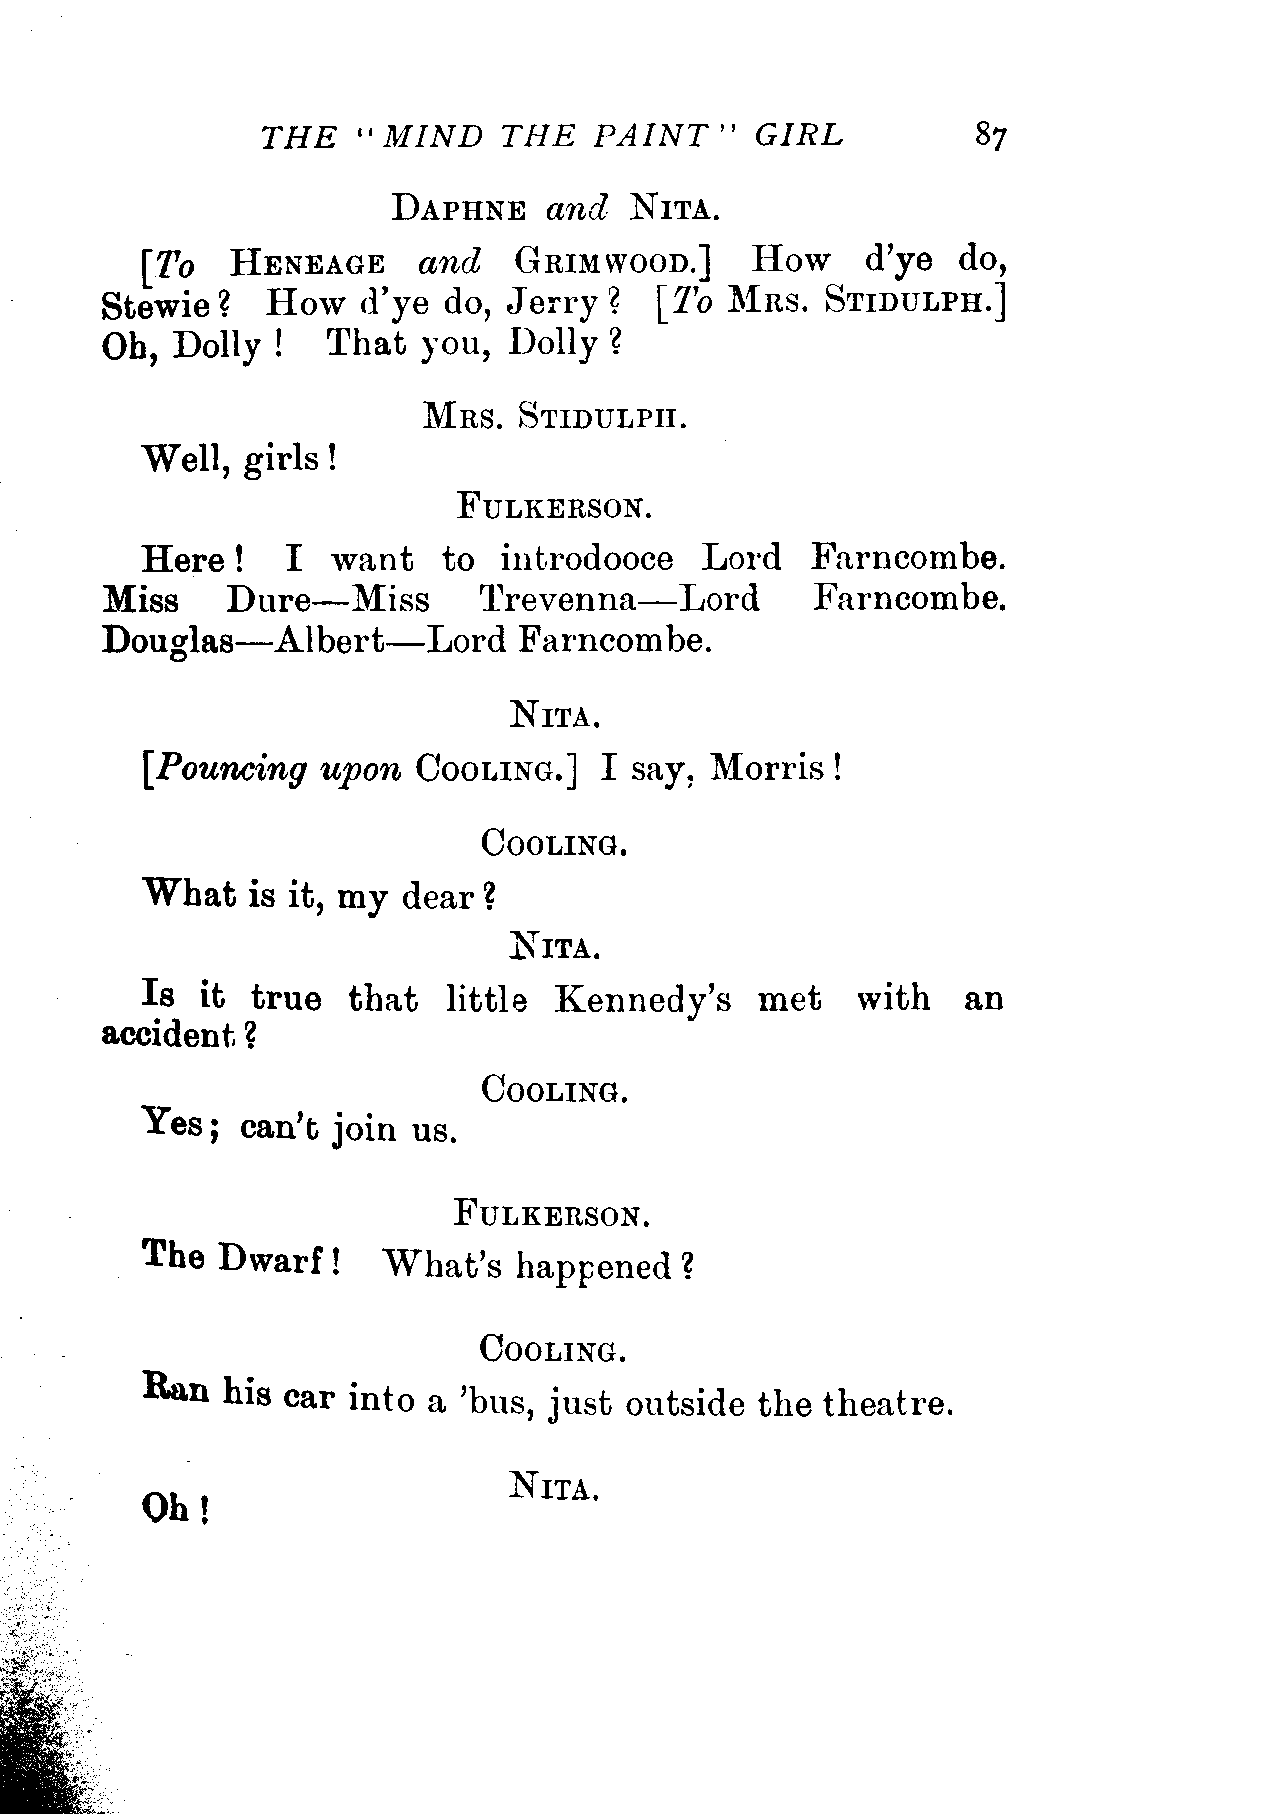 THE "MIND THE PAINT" GIRL 87
DAPHNE and NITA.
[To HENEAGE and GRIMWOOD.] How d'ye do,
Stewie? How d'ye do, Jerry? [To MRS. STIDULPH.]
Oh, Dolly! That you, Dolly?
MRS. STIDULPH.
Well, girls!
FULKERSON.
Here! I want to introdooce Lord Farncombe.
Miss Dure—Miss Trevenna—Lord Farncombe.
Douglas—Albert—Lord Farncombe.
NITA.
[Pouncing upon COOLING.] I say, Morris!
COOLING.
What is it, my dear?
NITA.
Is it true that little Kennedy's met with an
accident?
COOLING.
Yes; can't join us.
FULKERSON.
The Dwarf! What's happened?
COOLING.
Ran his car into a 'bus, just outside the theatre.
NITA.
Oh!